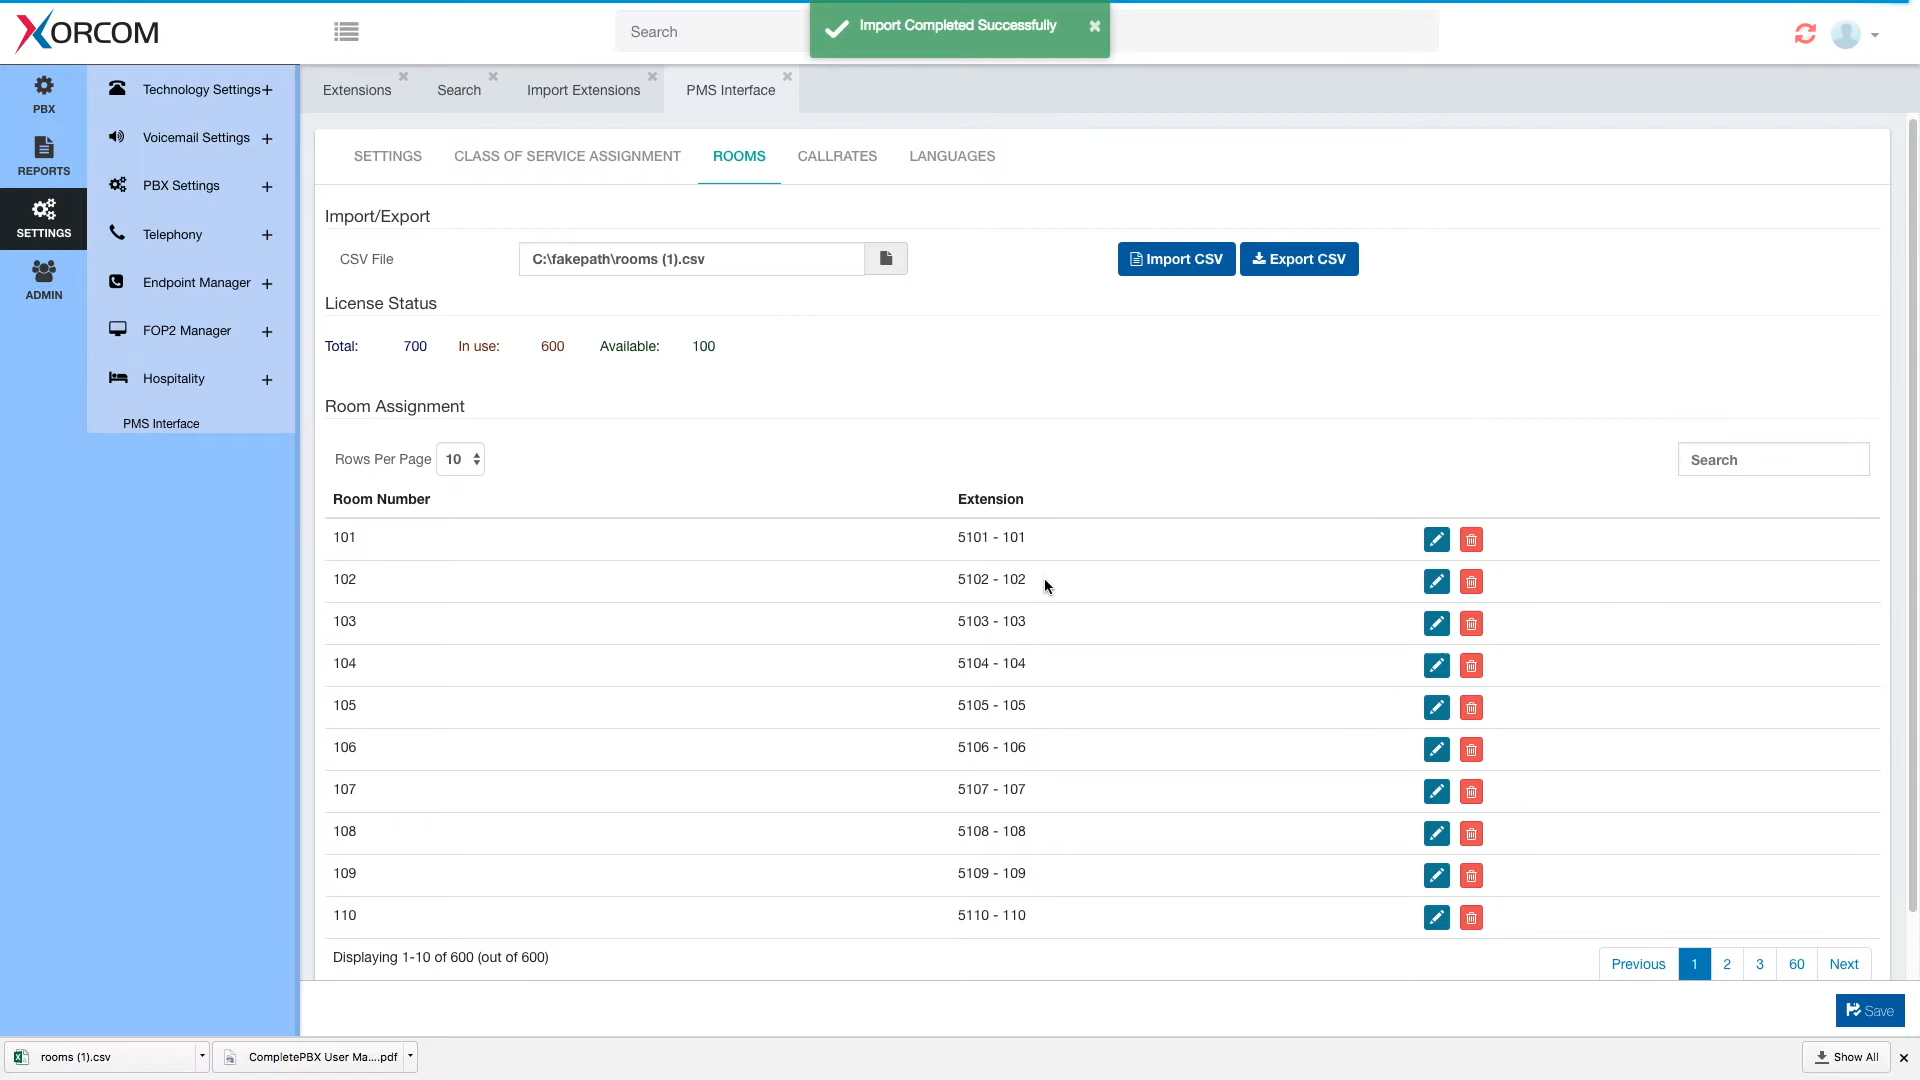 XORCOM
Search
Import Completed Successfully
PBX
REPORTS
SETTINGS
ADMIN
Technology Settings+
Voicemail Settings +
PBX Settings +
Telephony +
Endpoint Manager +
FOP2 Manager +
Hospitality +
PMS Interface
Extensions
Search
Import Extensions
PMS Interface
SETTINGS
CLASS OF SERVICE ASSIGNMENT
ROOMS
CALLRATES
LANGUAGES
Import/Export
CSV File
C:\fakepath\rooms (1).csv
Import CSV
Export CSV
License Status
Total: 700 In use: 600 Available: 100
Room Assignment
Rows Per Page 10
Search
Room Number Extension
101 5101 - 101
102 5102 - 102
103 5103 - 103
104 5104 - 104
105 5105 - 105
106 5106 - 106
107 5107 - 107
108 5108 - 108
109 5109 - 109
110 5110 - 110
Displaying 1-10 of 600 (out of 600)
Previous 1 2 3 60 Next
Save
rooms (1).csv
CompletePBX User Ma....pdf
Show All